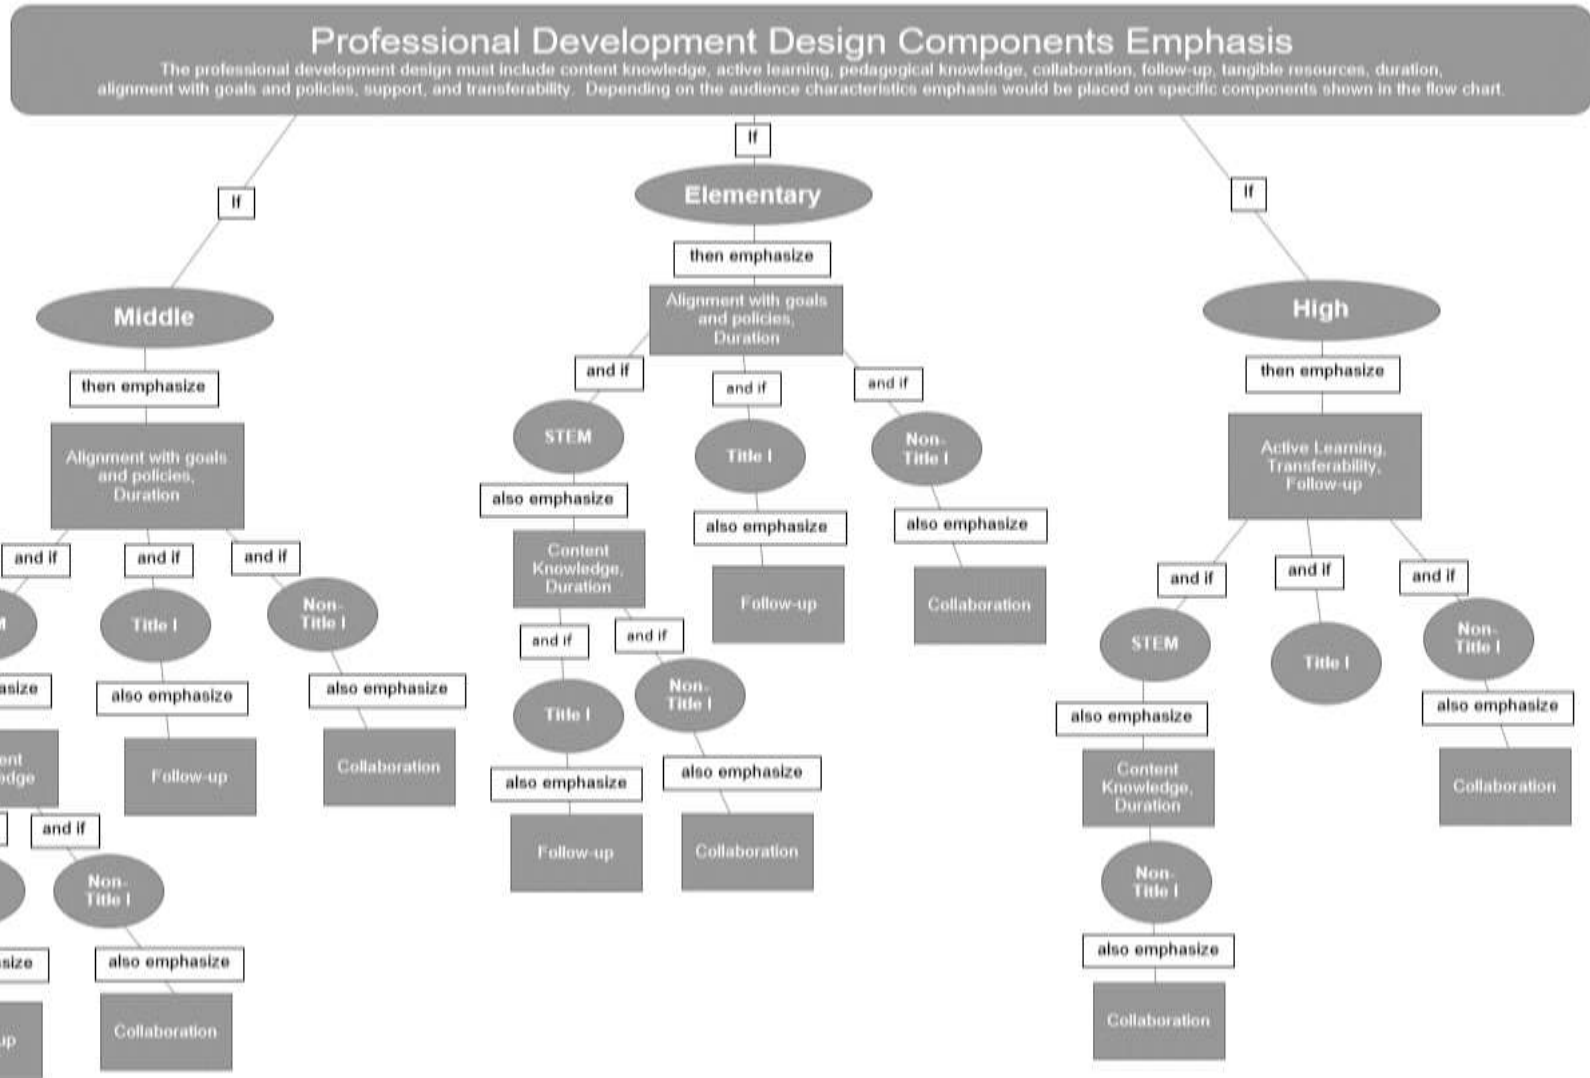 Professional Development Design Components Emphasis
The professional development design must include content knowledge, active learning, pedagogical knowledge, collaboration, follow-up, tangible resources, duration,
alignment with goals and policies, support, and transferability. Depending on the audience characteristics emphasis would be placed on specific components shown in the flow chart.
If
Middle
then emphasize
Alignment with goals
and policies,
Duration
and if
and if
and if
Title I
Non-
Title I
also emphasize
also emphasize
Follow-up
Collaboration
and if
Non-
Title I
also emphasize
Collaboration
If
Elementary
then emphasize
Alignment with goals
and policies,
Duration
and if
and if
and if
STEM
Title I
Non-
Title I
also emphasize
also emphasize
also emphasize
Content
Knowledge,
Duration
Follow-up
Collaboration
and if
and if
Title I
Non-
Title I
also emphasize
also emphasize
Follow-up
Collaboration
If
High
then emphasize
Active Learning,
Transferability,
Follow-up
and if
and if
and if
STEM
Title I
Non-
Title I
also emphasize
also emphasize
Content
Knowledge,
Duration
Collaboration
Non-
Title I
also emphasize
Collaboration